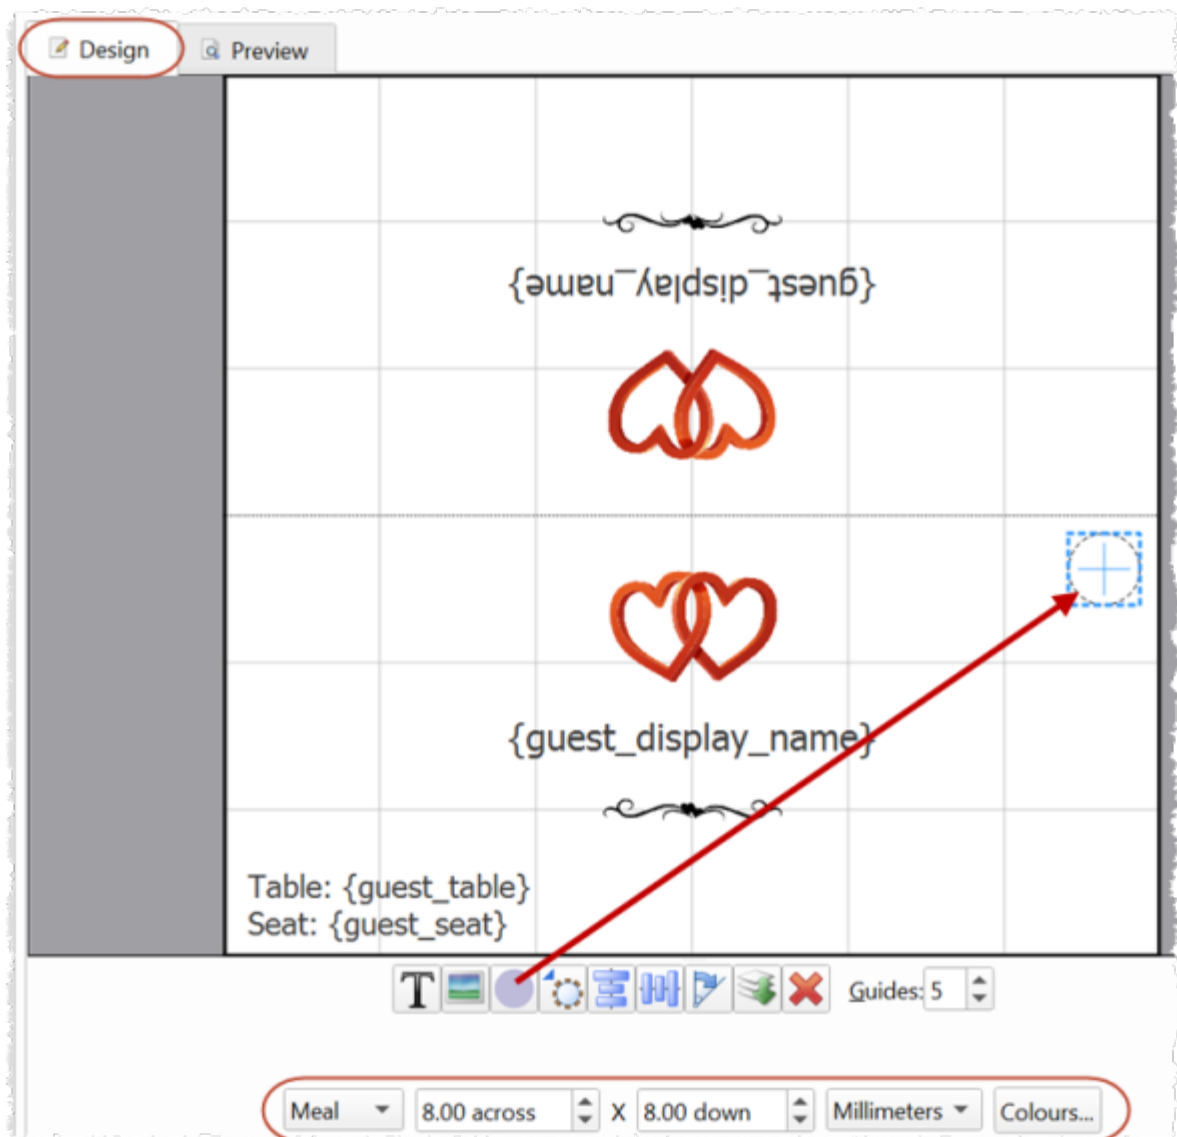 Design Preview
{guest_display_name}
{guest_display_name}
Table: {guest_table}
Seat: {guest_seat}
T Guides: 5
Meal 8.00 across X 8.00 down Millimeters Colours...